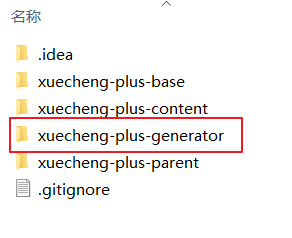 名称
.idea
xuecheng-plus-base
xuecheng-plus-content
xuecheng-plus-generator
xuecheng-plus-parent
.gitignore